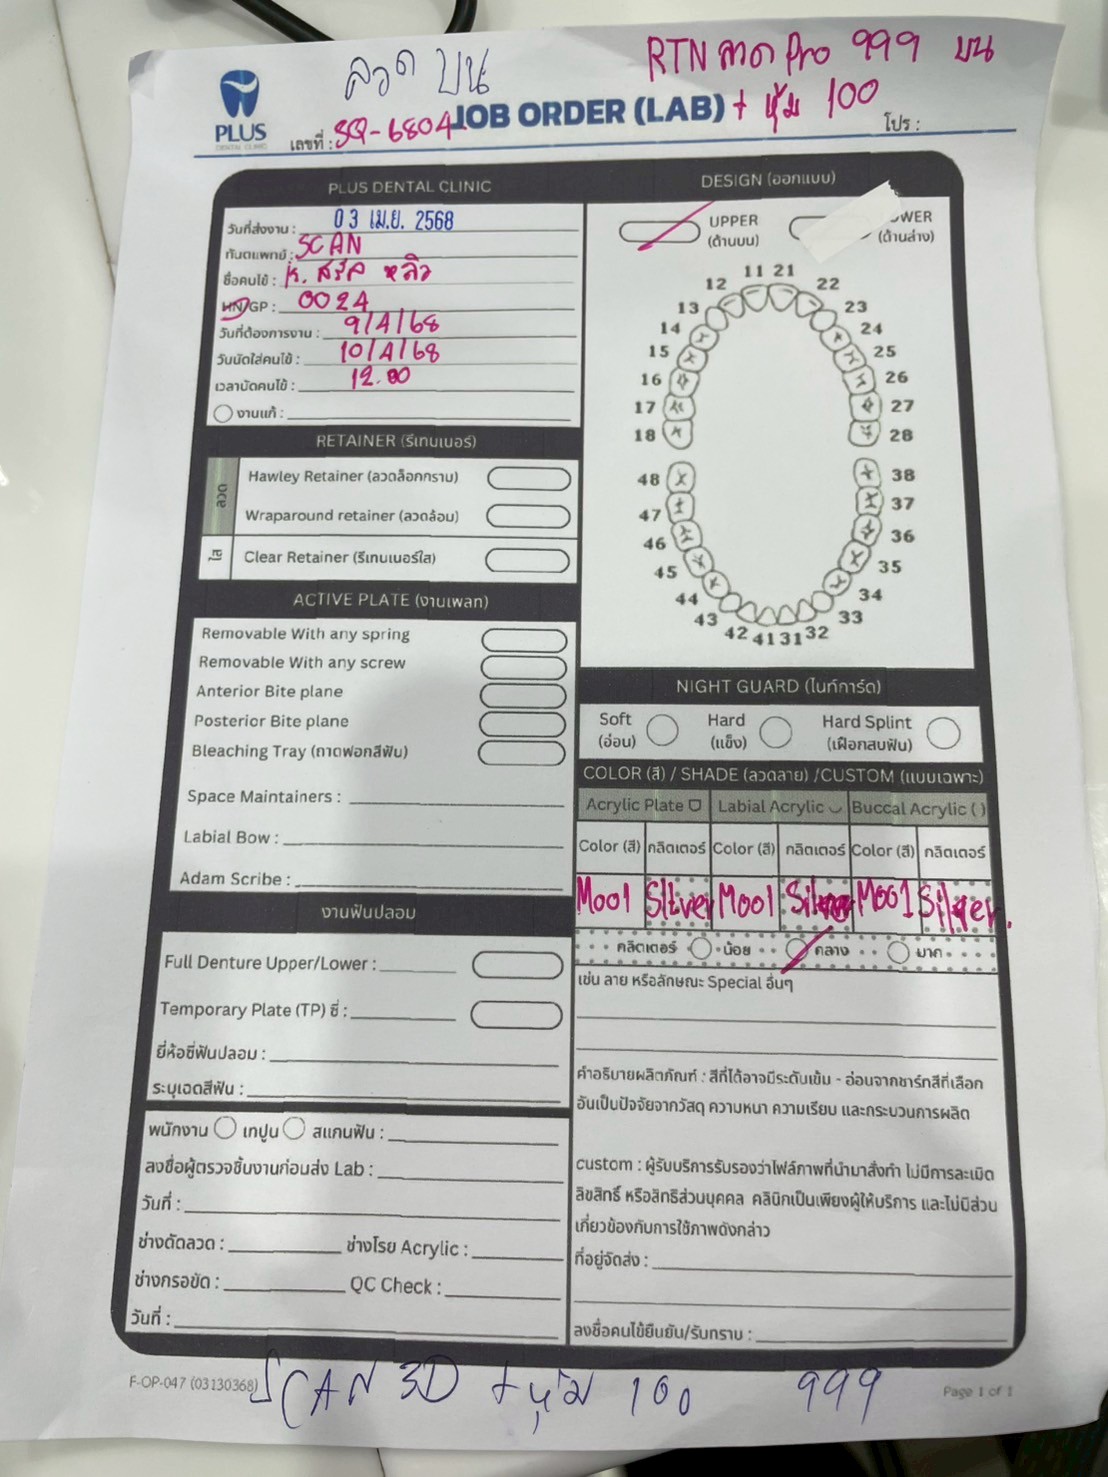 ลวด บน
RTN ลวด Pro 999 บน
PLUS
DENTAL CLINIC
JOB ORDER (LAB) + หุ้ม 100
เลขที่ : SQ-6804
โปร :
PLUS DENTAL CLINIC
วันที่ส่งงาน : 03 เม.ย. 2568
ทันตแพทย์ : SCAN
ชื่อคนไข้ : K.
HN/GP : 0024
วันที่ต้องการงาน : 9/4/68
วันนัดใส่คนไข้ : 10/4/68
เวลานัดคนไข้ : 12.00
งานแก้ :
DESIGN (ออกแบบ)
UPPER
(ด้านบน)
OWER
(ด้านล่าง)
11 21
12 22
13 23
14 24
15 25
16 26
17 27
18 28
48 38
47 37
46 36
45 35
44 34
43 33
42 41 31 32
RETAINER (รีเทนเนอร์)
ลวด
Hawley Retainer (ลวดล็อกกราม)
Wraparound retainer (ลวดล้อม)
ใส
Clear Retainer (รีเทนเนอร์ใส)
ACTIVE PLATE (งานเพลท)
Removable With any spring
Removable With any screw
Anterior Bite plane
Posterior Bite plane
Bleaching Tray (ถาดฟอกสีฟัน)
Space Maintainers :
Labial Bow :
Adam Scribe :
NIGHT GUARD (ไนท์การ์ด)
Soft
(อ่อน)
Hard
(แข็ง)
Hard Splint
(เฝือกสบฟัน)
COLOR (สี) / SHADE (ลวดลาย) /CUSTOM (แบบเฉพาะ)
Acrylic Plate Labial Acrylic Buccal Acrylic ( )
Color (สี) กลิตเตอร์ Color (สี) กลิตเตอร์ Color (สี) กลิตเตอร์
M001 Silver M001 Silver M001 Silver.
กลิตเตอร์ น้อย กลาง มาก
เช่น ลาย หรือลักษณะ Special อื่นๆ
คำอธิบายผลิตภัณฑ์ : สีที่ได้อาจมีระดับเข้ม - อ่อนจากชาร์ทสีที่เลือก
อันเป็นปัจจัยจากวัสดุ ความหนา ความเรียบ และกระบวนการผลิต
custom : ผู้รับบริการรับรองว่าไฟล์ภาพที่นำมาสั่งทำ ไม่มีการละเมิด
ลิขสิทธิ์ หรือสิทธิส่วนบุคคล คลินิกเป็นเพียงผู้ให้บริการ และไม่มีส่วน
เกี่ยวข้องกับการใช้ภาพดังกล่าว
ที่อยู่จัดส่ง :
ลงชื่อคนไข้ยืนยัน/รับทราบ :
งานฟันปลอม
Full Denture Upper/Lower :
Temporary Plate (TP) ซี่ :
ยี่ห้อซี่ฟันปลอม :
ระบุเฉดสีฟัน :
พนักงาน เทปูน สแกนฟัน :
ลงชื่อผู้ตรวจชิ้นงานก่อนส่ง Lab :
วันที่ :
ช่างดัดลวด : ช่างโรย Acrylic :
ช่างกรอขัด : QC Check :
วันที่ :
F-OP-047 (03130368)
SCAN 3D + หุ้ม 100 999
Page 1 of 1